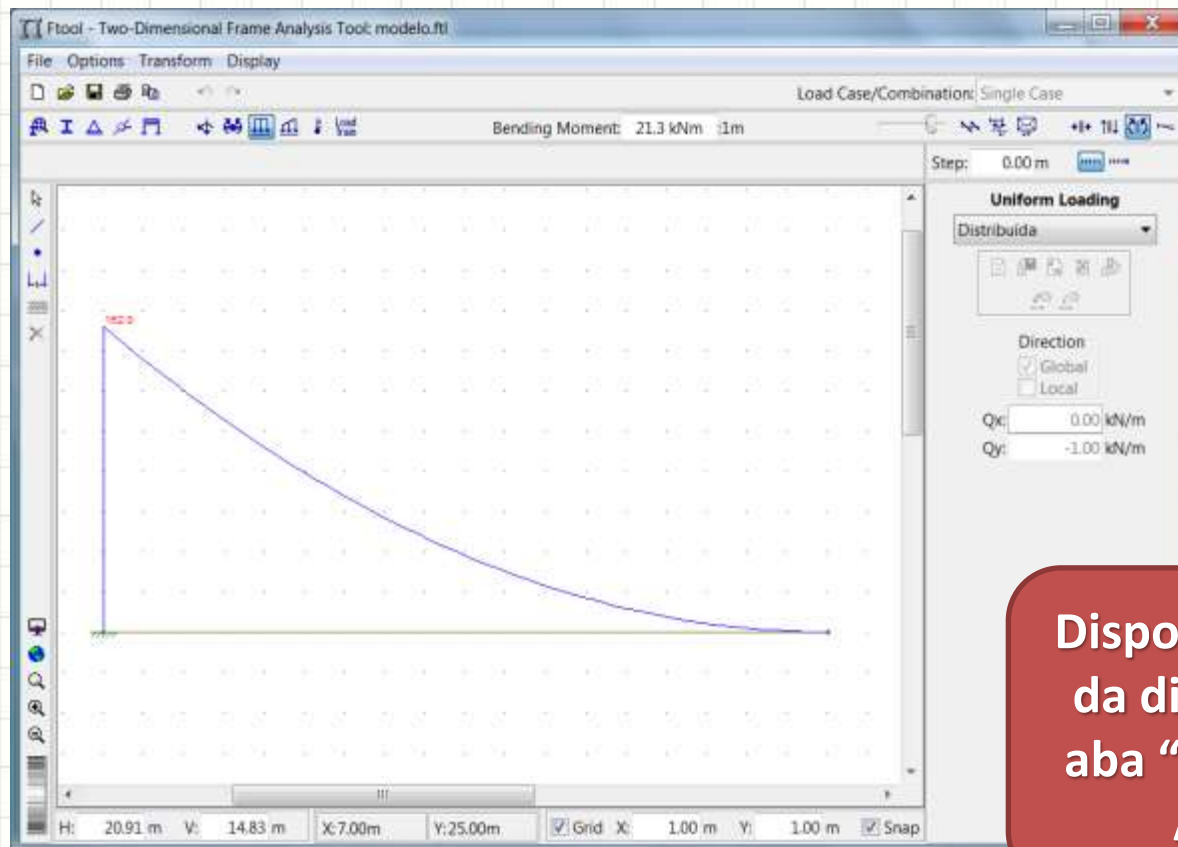 Ftool - Two-Dimensional Frame Analysis Tool: modelo.ftl
File Options Transform Display
Load Case/Combination: Single Case
Bending Moment: 21.3 kNm :1m
Step: 0.00 m
Uniform Loading
Distribuída
Direction
Global
Local
Qx: 0.00 kN/m
Qy: -1.00 kN/m
Dispo
da di
aba “
H: 20.91 m V: 14.83 m X:7.00m Y:25.00m Grid X: 1.00 m Y: 1.00 m Snap